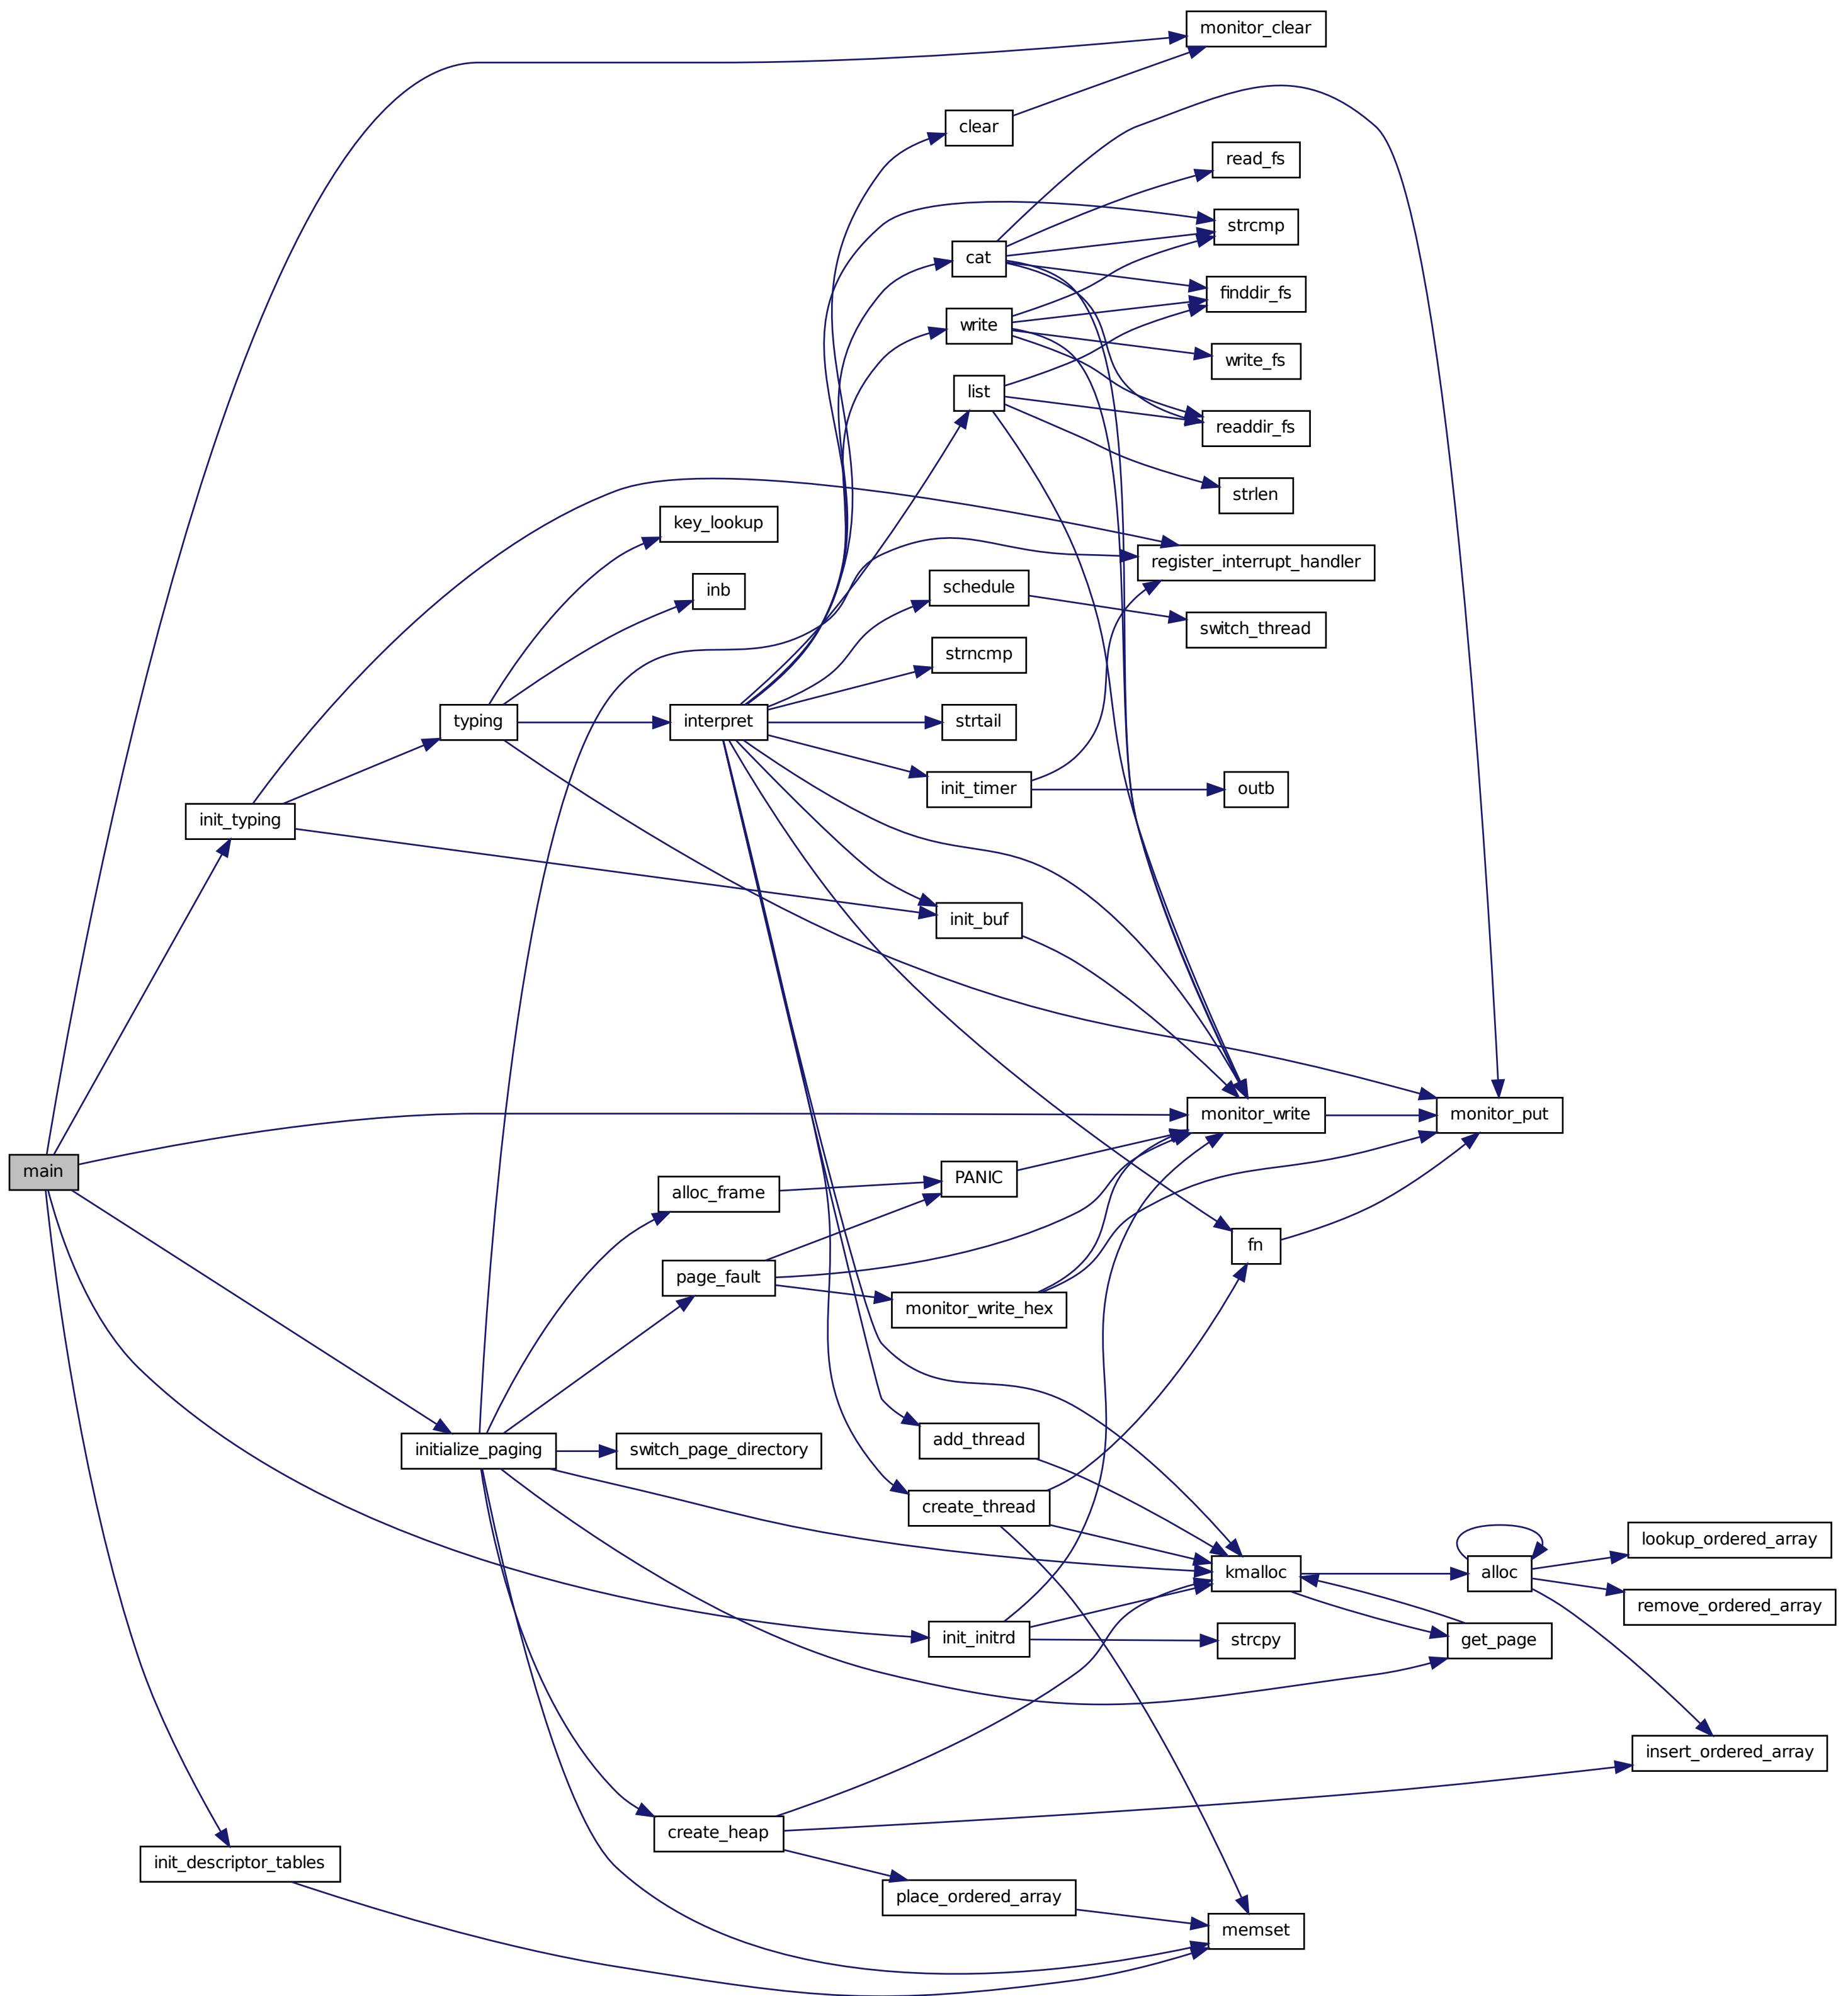 monitor_clear
clear
read_fs
strcmp
cat
finddir_fs
write
write_fs
list
readdir_fs
strlen
key_lookup
register_interrupt_handler
inb
schedule
switch_thread
strncmp
typing
interpret
strtail
init_timer
outb
init_typing
init_buf
monitor_write
monitor_put
main
PANIC
alloc_frame
fn
page_fault
monitor_write_hex
add_thread
initialize_paging
switch_page_directory
create_thread
lookup_ordered_array
kmalloc
alloc
remove_ordered_array
init_initrd
strcpy
get_page
insert_ordered_array
create_heap
init_descriptor_tables
place_ordered_array
memset